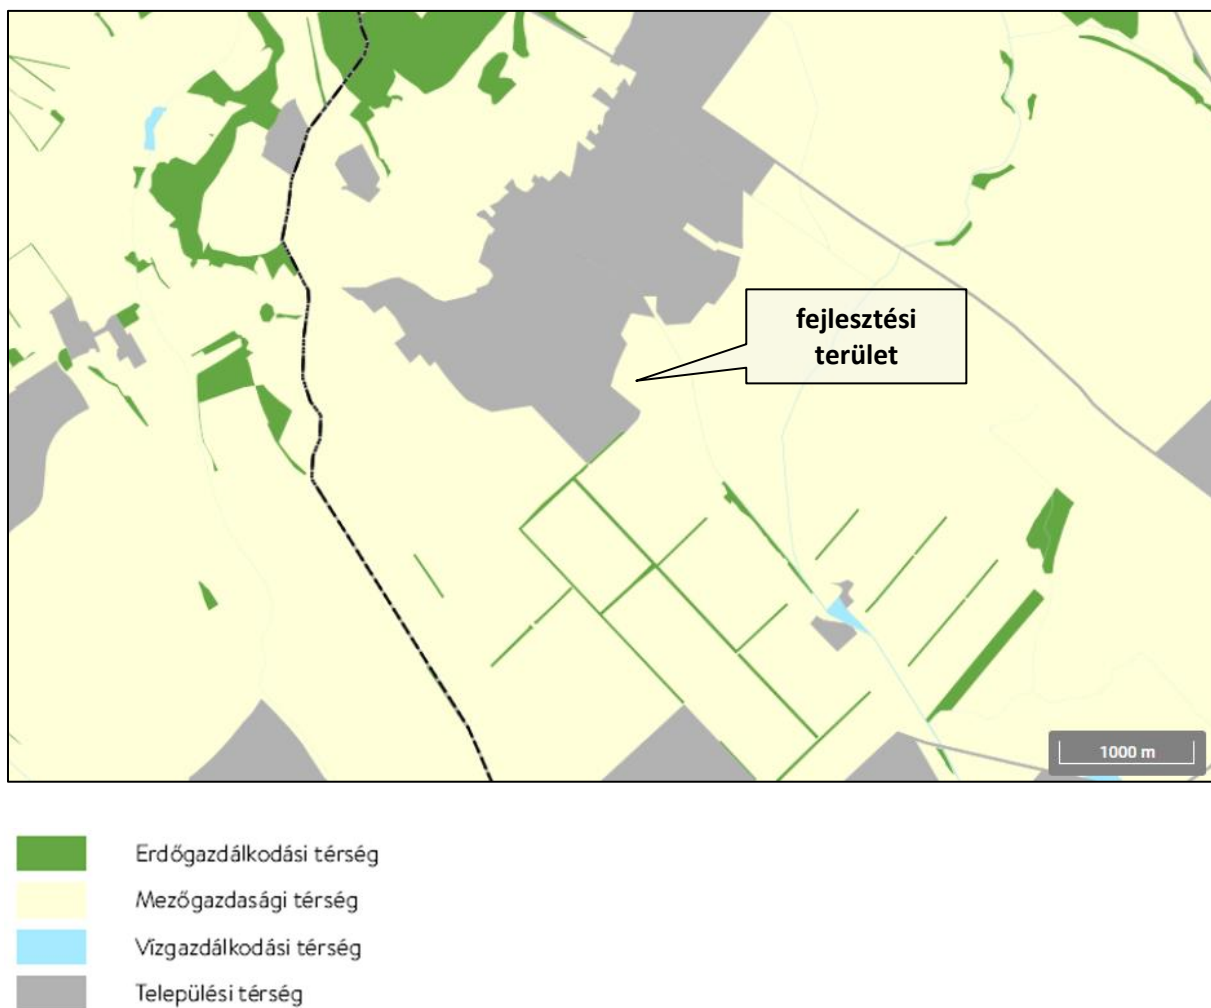 fejlesztési
terület
1000 m
Erdőgazdálkodási térség
Mezőgazdasági térség
Vízgazdálkodási térség
Települési térség